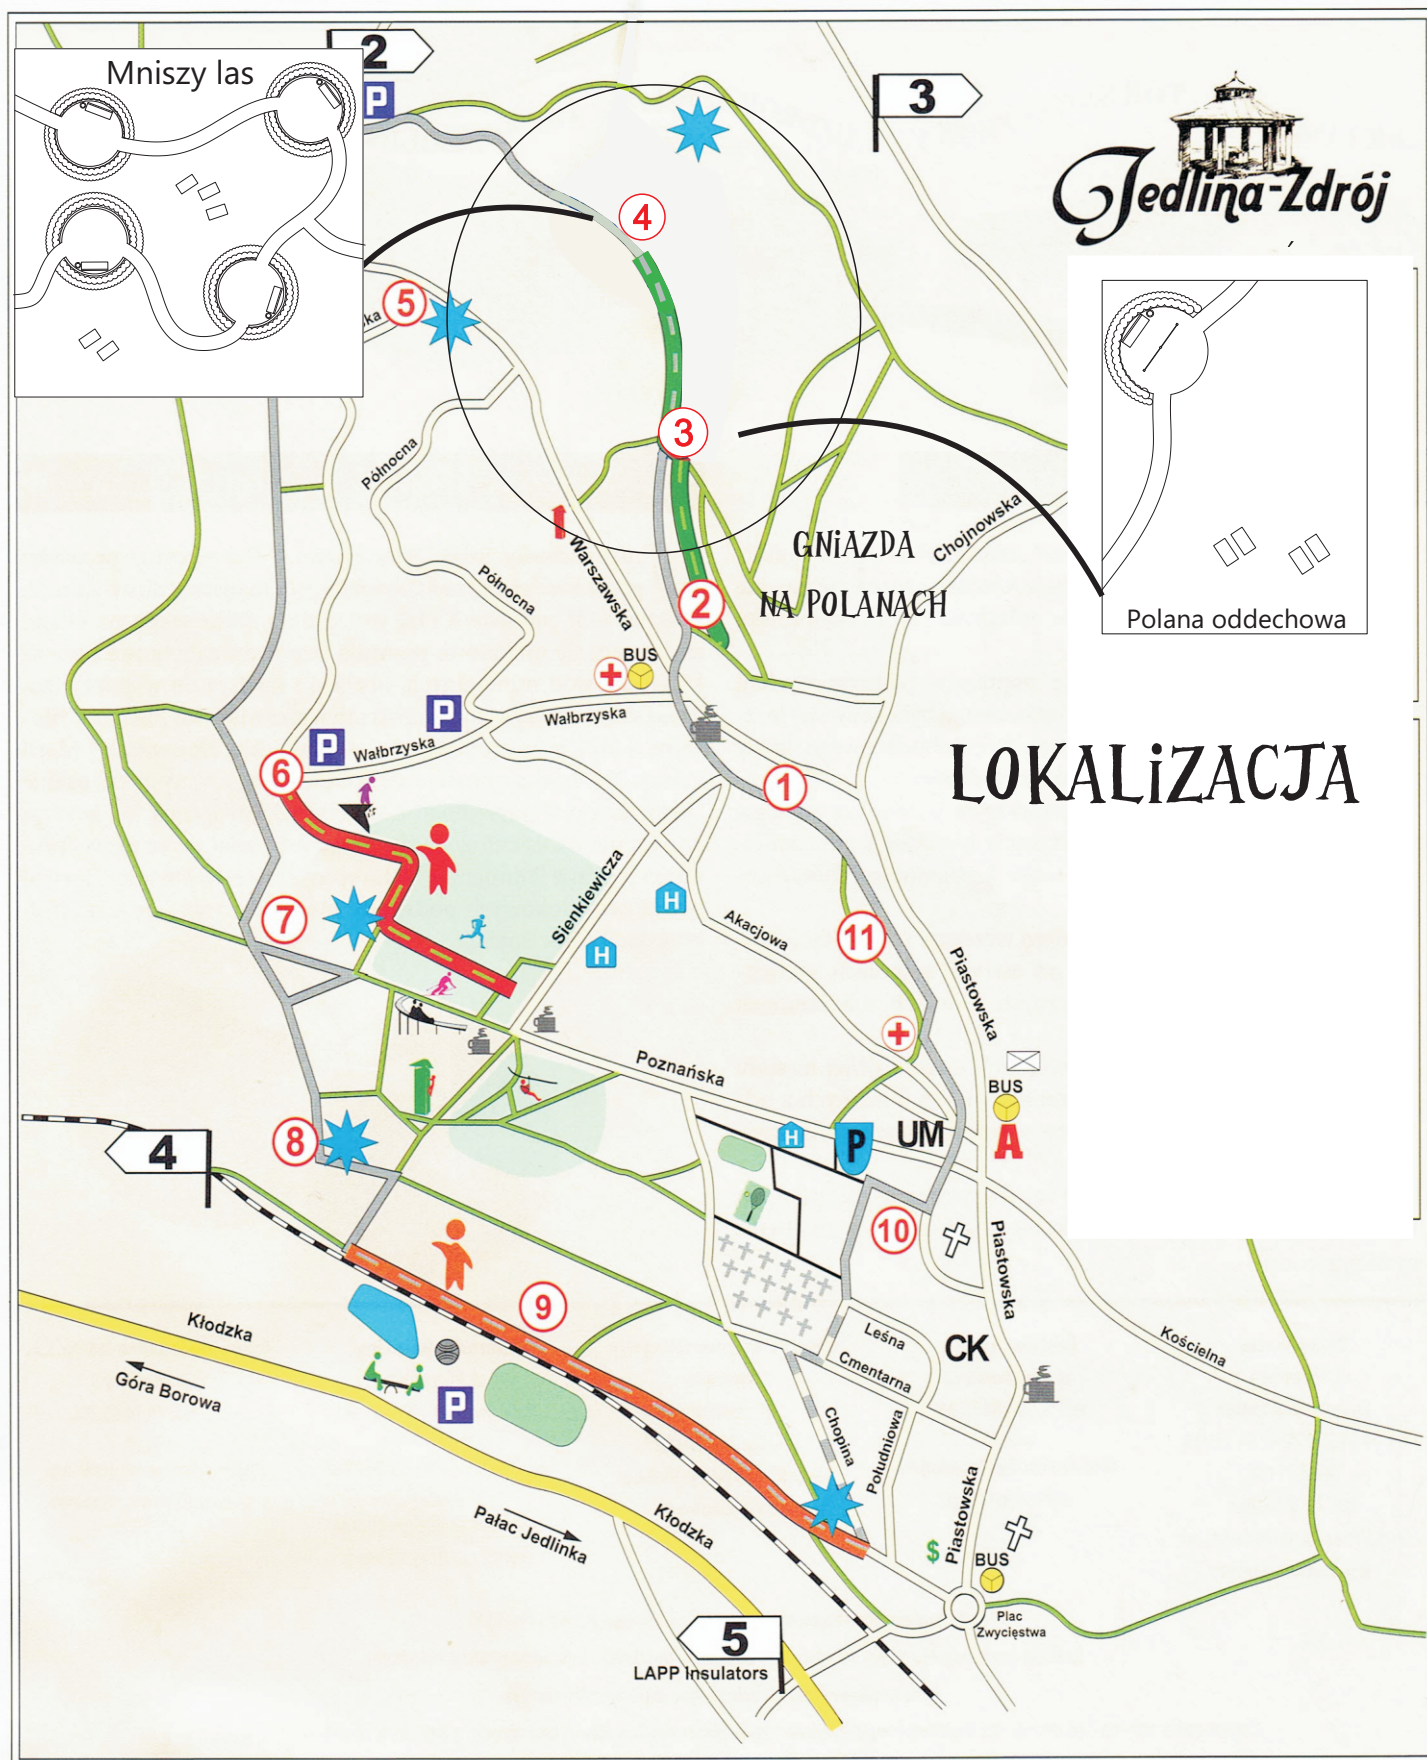 Mniszy las
2
P
3
Jedlina-Zdrój
4
5
ska
3
Północna
Chojnowska
GNiAZDA
NA POLANACH
Warszawska
Północna
2
Polana oddechowa
BUS
P
Wałbrzyska
P
Wałbrzyska
LOKALiZACJA
6
1
Sienkiewicza
H
7
Akacjowa
11
H
Piastowska
Poznańska
BUS
A
8
4
H
P
UM
10
Piastowska
9
Kłodzka
Leśna
CK
Kościelna
Góra Borowa
Cmentarna
P
Chopina
Południowa
Kłodzka
Pałac Jedlinka
Piastowska
$
BUS
Plac
Zwycięstwa
5
LAPP Insulators